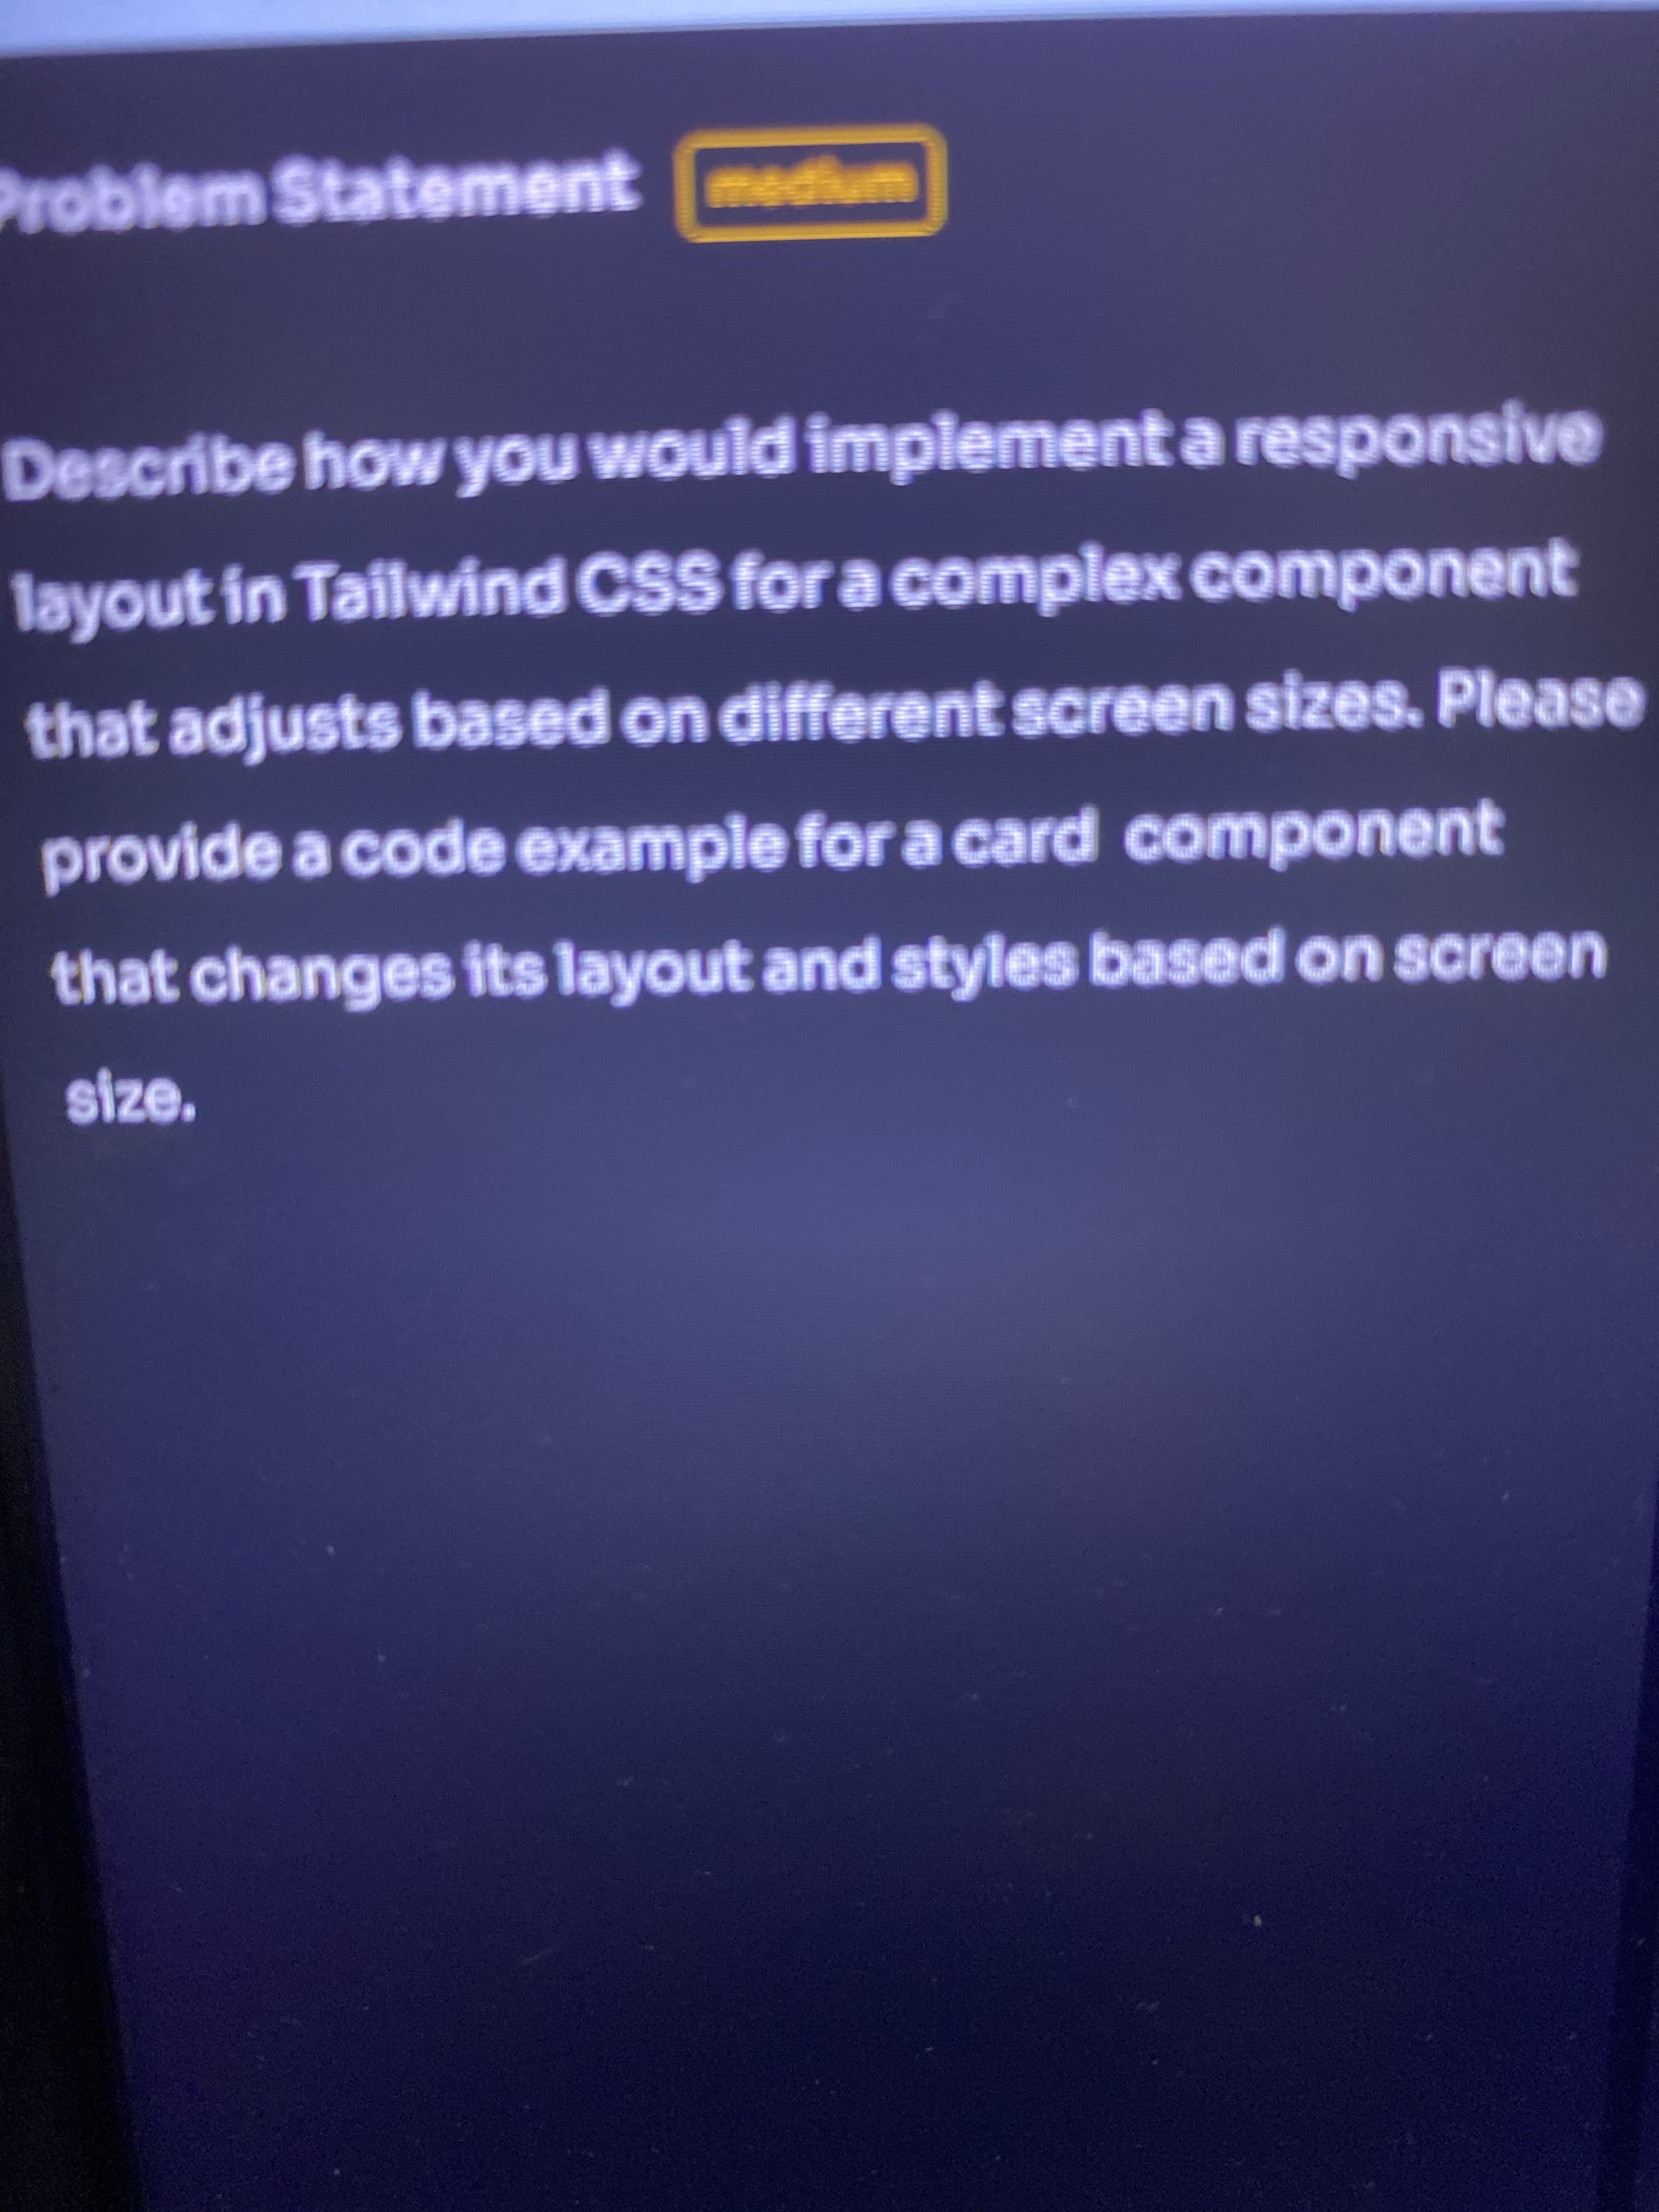 Problem Statement medium
Describe how you would implement a responsive
layout in Tailwind CSS for a complex component
that adjusts based on different screen sizes. Please
provide a code example for a card component
that changes its layout and styles based on screen
size.